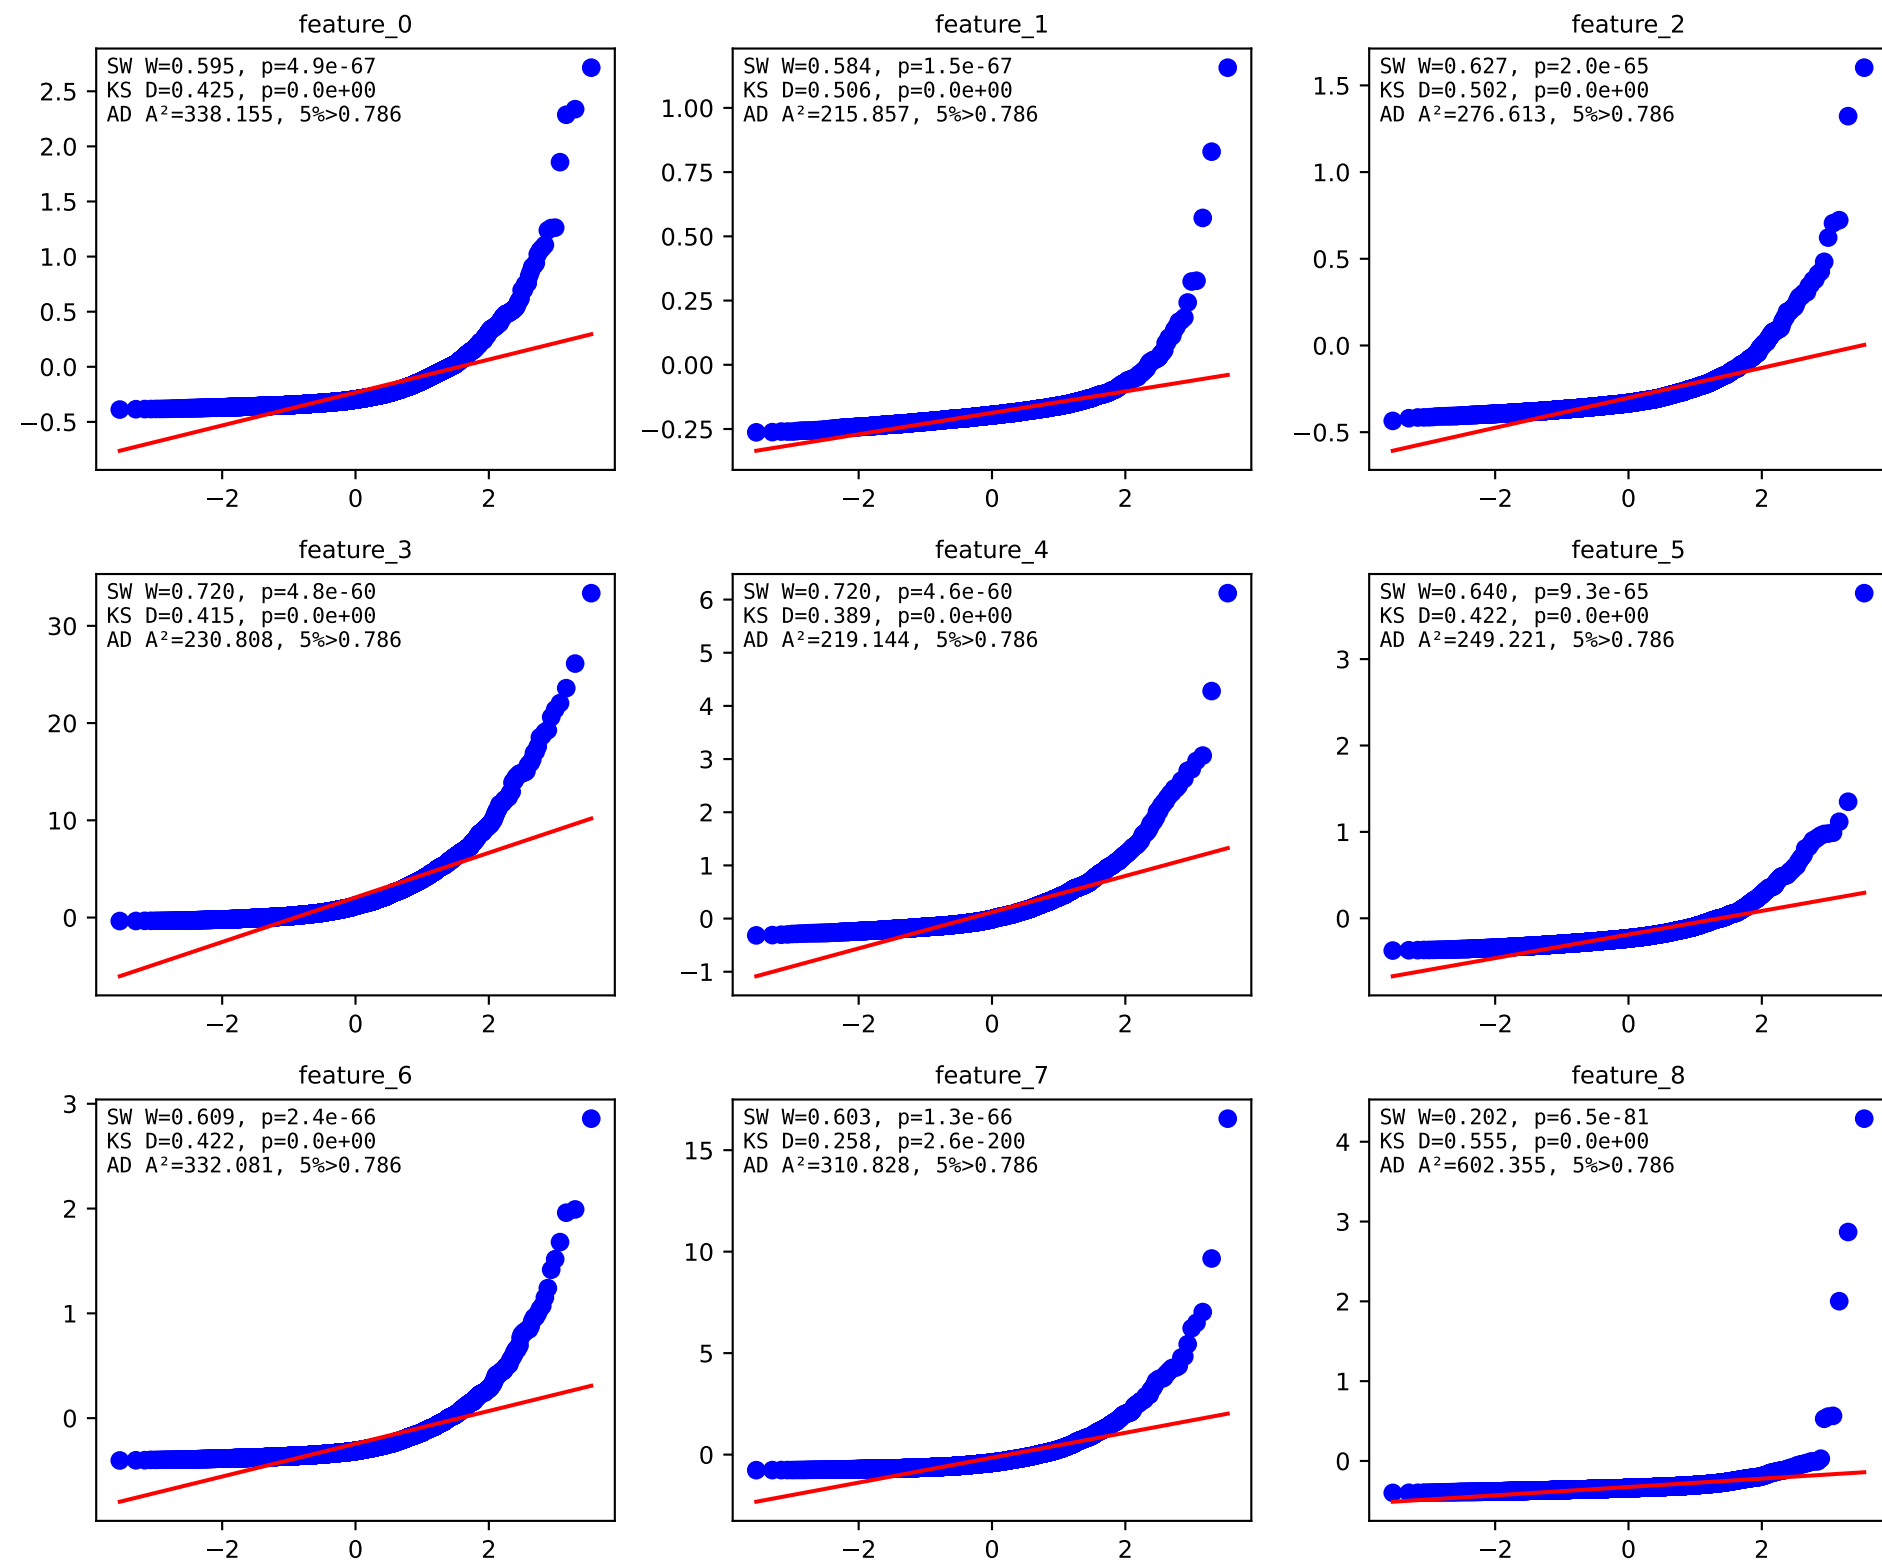 feature_0
SW W=0.595, p=4.9e-67
KS D=0.425, p=0.0e+00
AD A²=338.155, 5%>0.786
2.5
2.0
1.5
1.0
0.5
0.0
−0.5
−2 0 2
feature_1
SW W=0.584, p=1.5e-67
KS D=0.506, p=0.0e+00
AD A²=215.857, 5%>0.786
1.00
0.75
0.50
0.25
0.00
−0.25
−2 0 2
feature_2
SW W=0.627, p=2.0e-65
KS D=0.502, p=0.0e+00
AD A²=276.613, 5%>0.786
1.5
1.0
0.5
0.0
−0.5
−2 0 2
feature_3
SW W=0.720, p=4.8e-60
KS D=0.415, p=0.0e+00
AD A²=230.808, 5%>0.786
30
20
10
0
−2 0 2
feature_4
SW W=0.720, p=4.6e-60
KS D=0.389, p=0.0e+00
AD A²=219.144, 5%>0.786
6
5
4
3
2
1
0
−1
−2 0 2
feature_5
SW W=0.640, p=9.3e-65
KS D=0.422, p=0.0e+00
AD A²=249.221, 5%>0.786
3
2
1
0
−2 0 2
feature_6
SW W=0.609, p=2.4e-66
KS D=0.422, p=0.0e+00
AD A²=332.081, 5%>0.786
3
2
1
0
−2 0 2
feature_7
SW W=0.603, p=1.3e-66
KS D=0.258, p=2.6e-200
AD A²=310.828, 5%>0.786
15
10
5
0
−2 0 2
feature_8
SW W=0.202, p=6.5e-81
KS D=0.555, p=0.0e+00
AD A²=602.355, 5%>0.786
4
3
2
1
0
−2 0 2